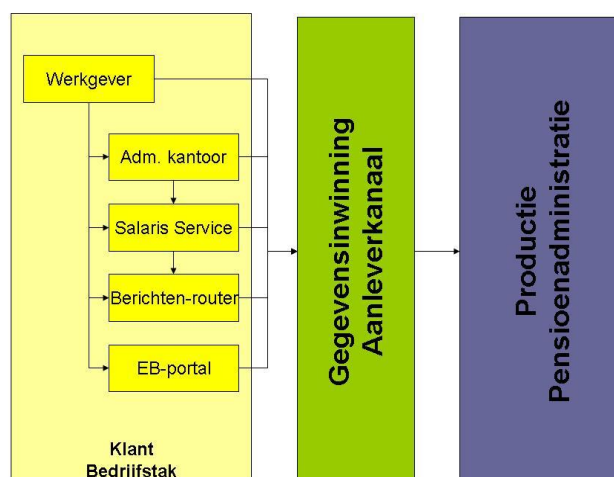 Werkgever
Adm. kantoor
Salaris Service
Berichten-router
EB-portal
Klant
Bedrijfstak
Gegevensinwinning
Aanleverkanaal
Productie
Pensioenadministratie